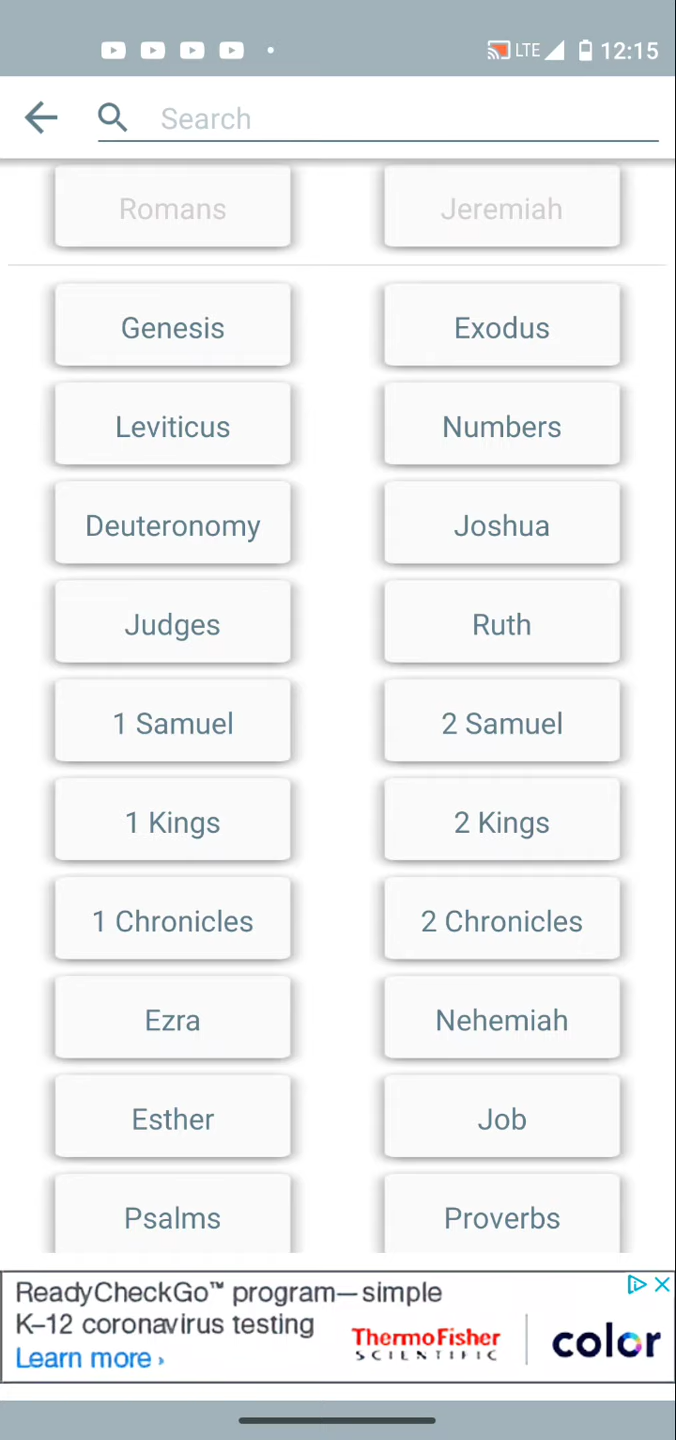 LTE 12:15
Search
Romans Jeremiah
Genesis Exodus
Leviticus Numbers
Deuteronomy Joshua
Judges Ruth
1 Samuel 2 Samuel
1 Kings 2 Kings
1 Chronicles 2 Chronicles
Ezra Nehemiah
Esther Job
Psalms Proverbs
ReadyCheckGo™ program—simple
K–12 coronavirus testing
Learn more ›
ThermoFisher
SCIENTIFIC
color